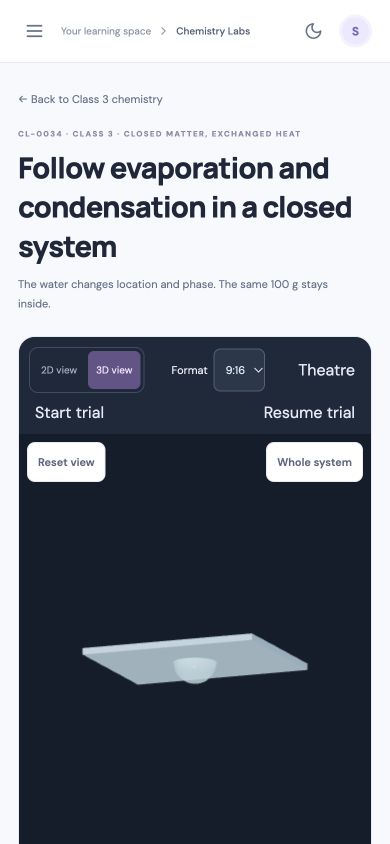 Your learning space > Chemistry Labs
S
← Back to Class 3 chemistry
CL-0034 · CLASS 3 · CLOSED MATTER, EXCHANGED HEAT
Follow evaporation and
condensation in a closed
system
The water changes location and phase. The same 100 g stays
inside.
2D view 3D view Format 9:16 Theatre
Start trial Resume trial
Reset view Whole system